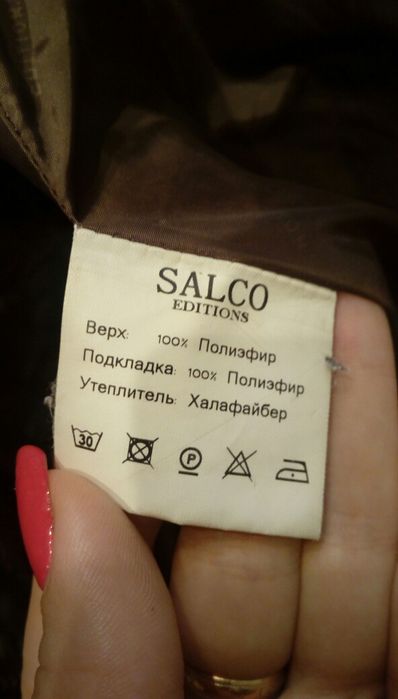 SALCO
EDITIONS
Верх: 100% Полиэфир
Подкладка: 100% Полиэфир
Утеплитель: Халафайбер
30
P